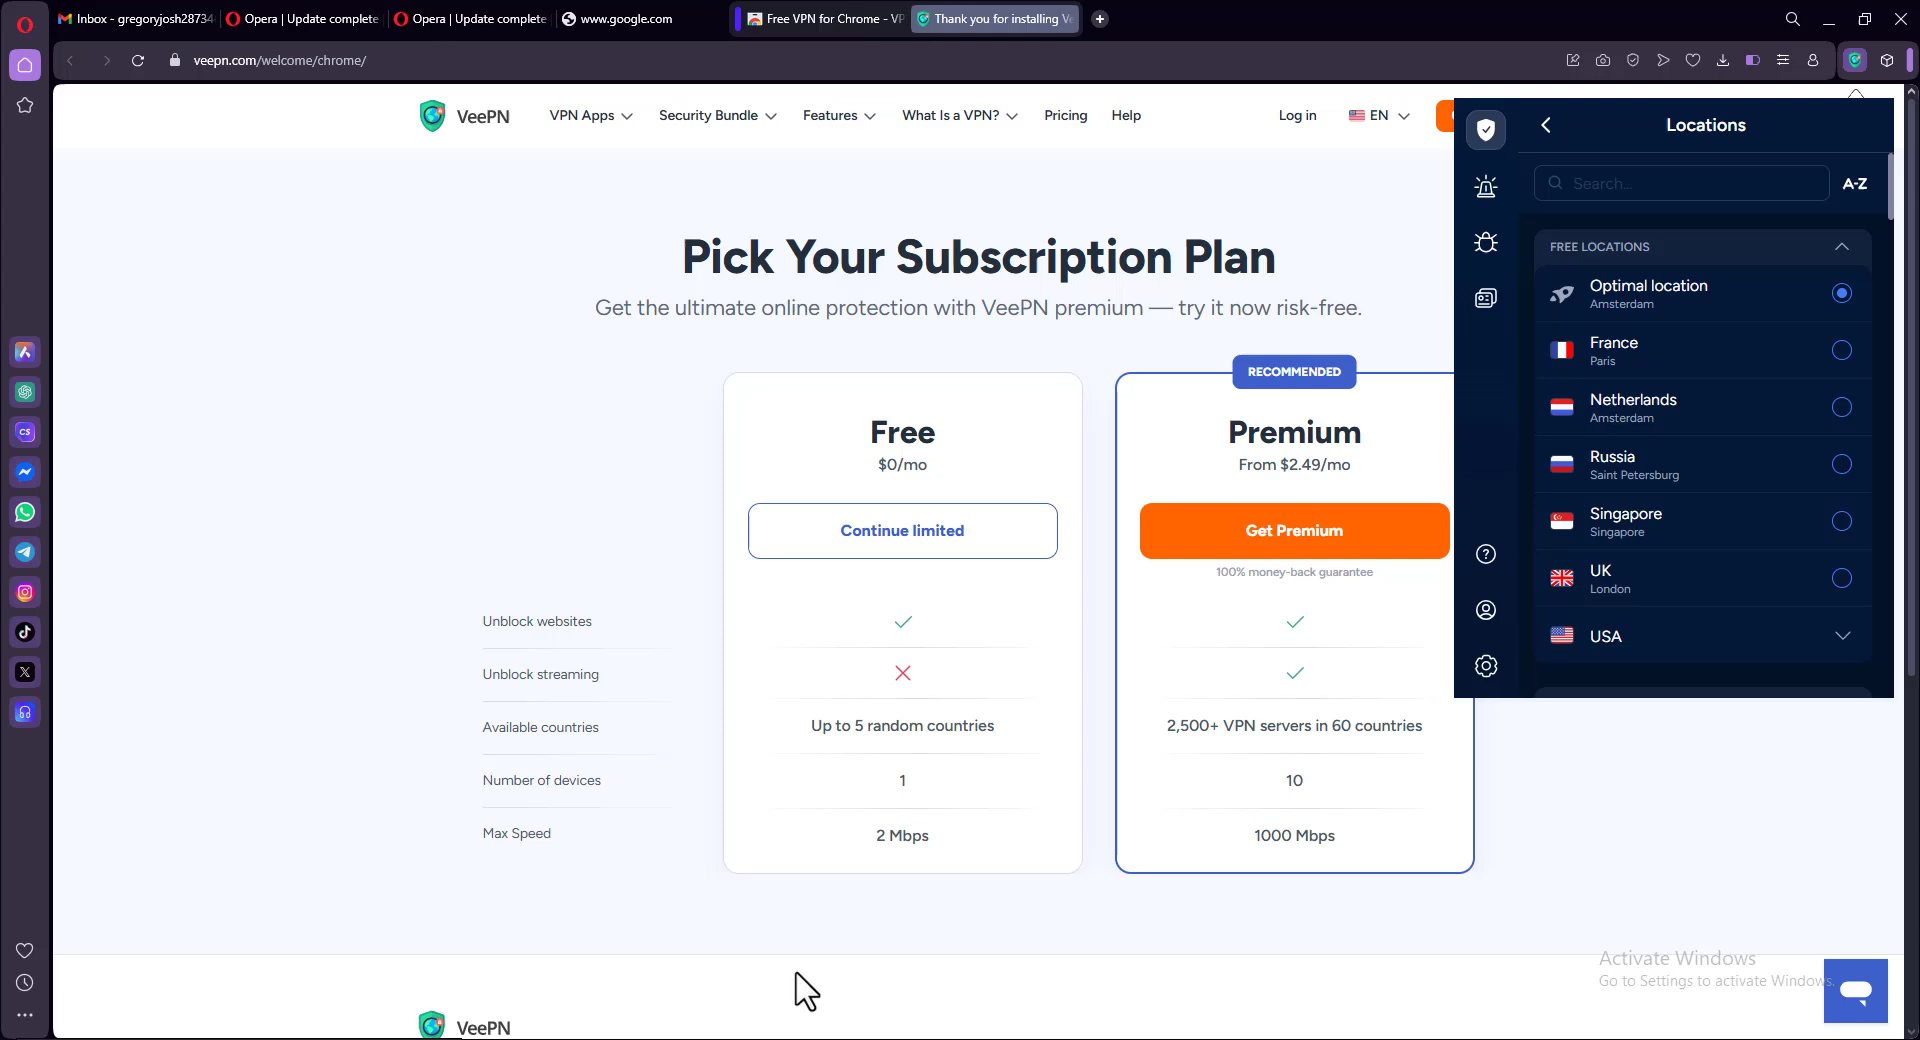 Inbox - gregoryjosh28734
Opera | Update complete
Opera | Update complete
www.google.com
Free VPN for Chrome - VP
Thank you for installing Ve
veepn.com/welcome/chrome/
VeePN
VPN Apps
Security Bundle
Features
What Is a VPN?
Pricing
Help
Log in
EN
Pick Your Subscription Plan
Get the ultimate online protection with VeePN premium — try it now risk-free.
RECOMMENDED
Free
$0/mo
Premium
From $2.49/mo
Continue limited
Get Premium
100% money-back guarantee
Unblock websites
Unblock streaming
Available countries
Up to 5 random countries
2,500+ VPN servers in 60 countries
Number of devices
1
10
Max Speed
2 Mbps
1000 Mbps
VeePN
Locations
Search...
A-Z
FREE LOCATIONS
Optimal location
Amsterdam
France
Paris
Netherlands
Amsterdam
Russia
Saint Petersburg
Singapore
Singapore
UK
London
USA
Activate Windows
Go to Settings to activate Windows.
CS